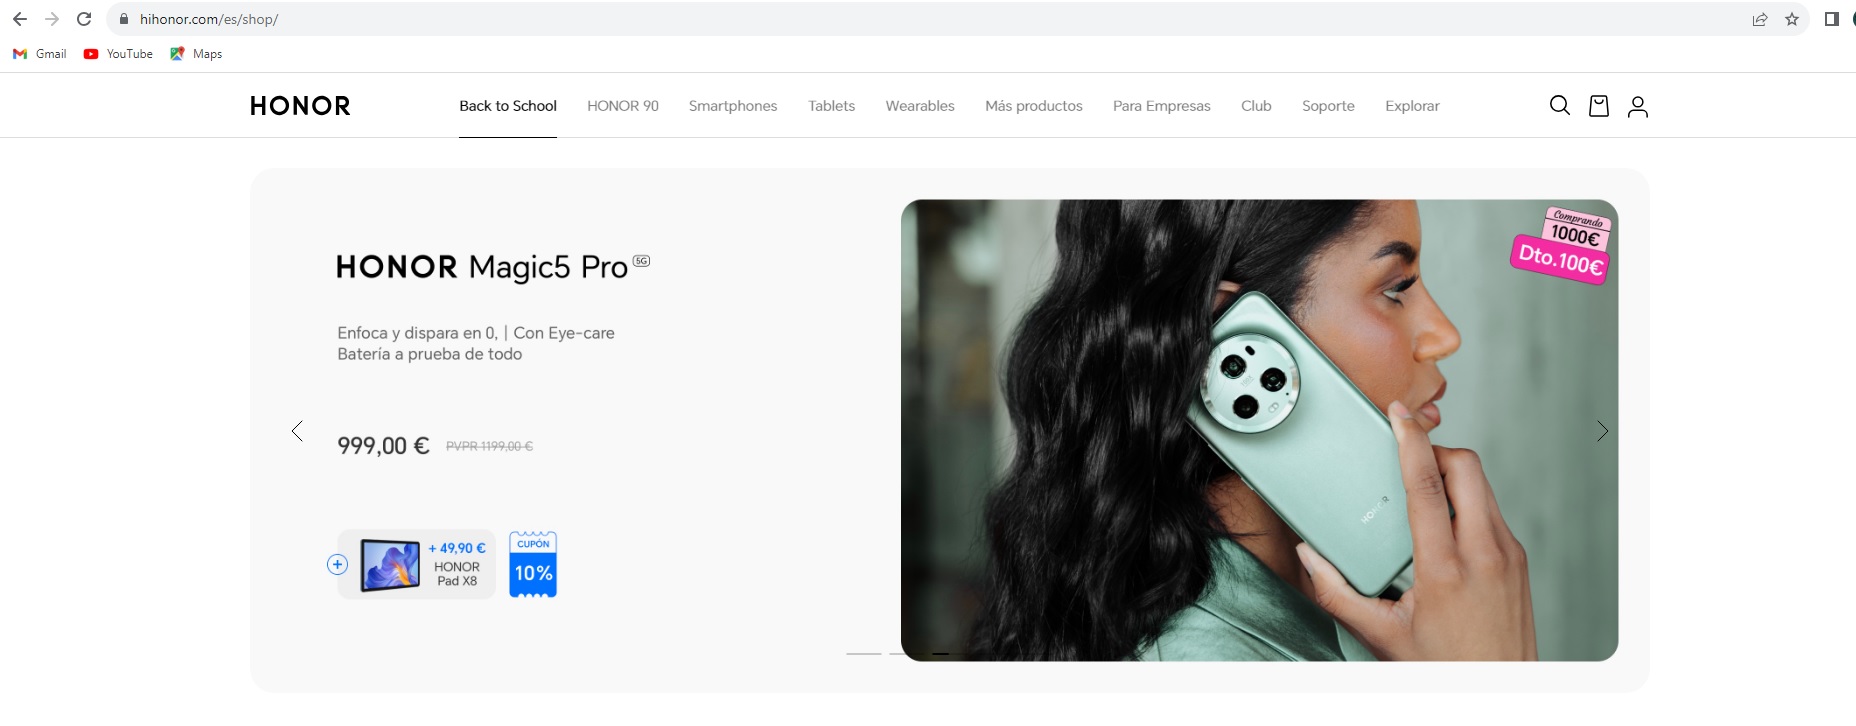 hihonor.com/es/shop/
Gmail YouTube Maps
HONOR Back to School HONOR 90 Smartphones Tablets Wearables Más productos Para Empresas Club Soporte Explorar
Comprando
1000€
Dto.100€
HONOR Magic5 Pro 5G
Enfoca y dispara en 0, | Con Eye-care
Batería a prueba de todo
999,00 € PVPR 1199,00 €
+ 49,90 €
HONOR
Pad X8
CUPÓN
10%
HONOR